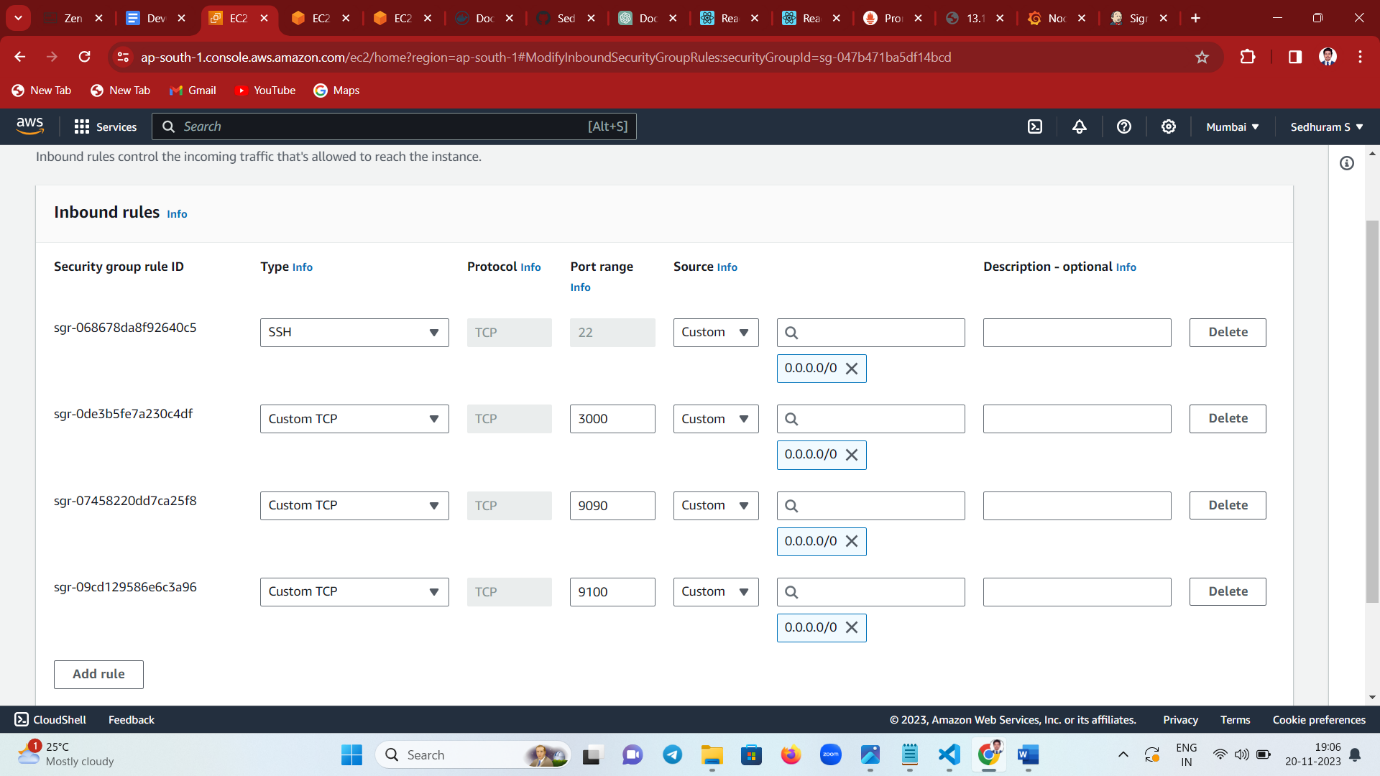 Zen
Dev
EC2
EC2
EC2
Doc
Sed
Doc
Rea
Rea
Pro
13.1
Noc
Sigr
ap-south-1.console.aws.amazon.com/ec2/home?region=ap-south-1#ModifyInboundSecurityGroupRules:securityGroupId=sg-047b471ba5df14bcd
New Tab New Tab Gmail YouTube Maps
aws Services Search [Alt+S] Mumbai Sedhuram S
Inbound rules control the incoming traffic that's allowed to reach the instance.
Inbound rules Info
Security group rule ID Type Info Protocol Info Port range Info Source Info Description - optional Info
sgr-068678da8f92640c5 SSH TCP 22 Custom Delete
0.0.0.0/0
sgr-0de3b5fe7a230c4df Custom TCP TCP 3000 Custom Delete
0.0.0.0/0
sgr-07458220dd7ca25f8 Custom TCP TCP 9090 Custom Delete
0.0.0.0/0
sgr-09cd129586e6c3a96 Custom TCP TCP 9100 Custom Delete
0.0.0.0/0
Add rule
CloudShell Feedback © 2023, Amazon Web Services, Inc. or its affiliates. Privacy Terms Cookie preferences
1 25°C
Mostly cloudy
Search
zoom
ENG
IN
19:06
20-11-2023